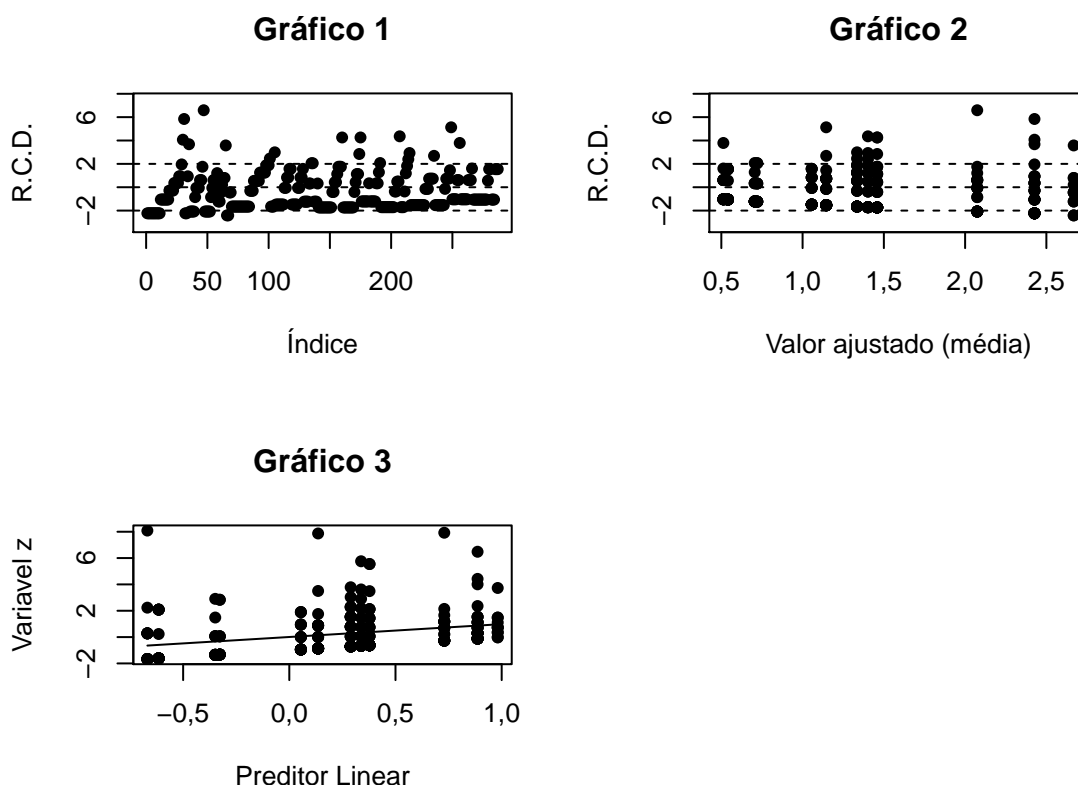 Gráfico 1
R.C.D.
6
2
−2
0 50 100 200
Índice
Gráfico 2
R.C.D.
6
2
−2
0,5 1,0 1,5 2,0 2,5
Valor ajustado (média)
Gráfico 3
Variavel z
6
2
−2
−0,5 0,0 0,5 1,0
Preditor Linear